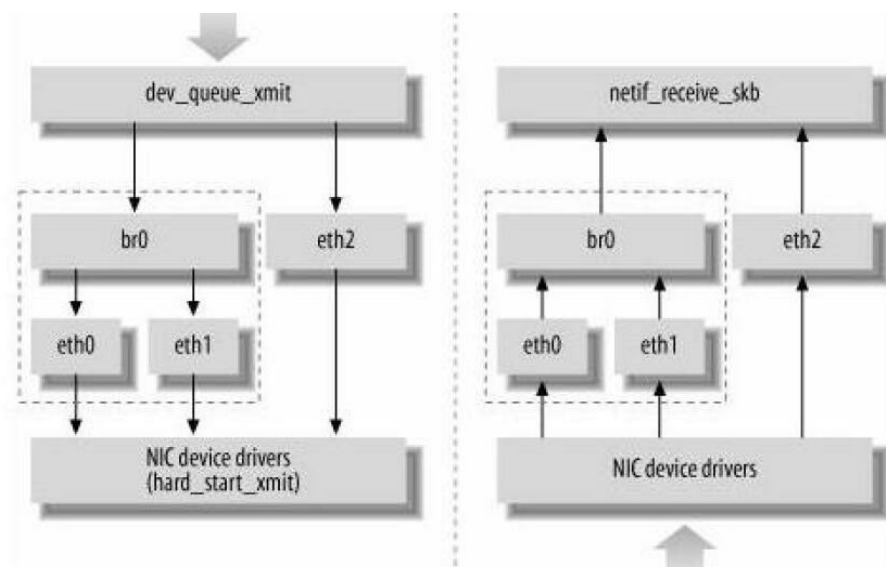 dev_queue_xmit
br0
eth2
eth0
eth1
NIC device drivers
(hard_start_xmit)
netif_receive_skb
br0
eth2
eth0
eth1
NIC device drivers